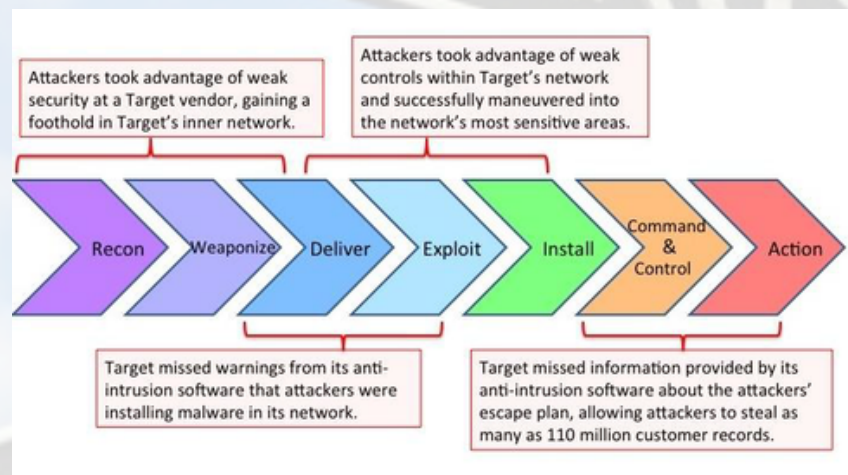 Attackers took advantage of weak
security at a Target vendor, gaining a
foothold in Target's inner network.
Attackers took advantage of weak
controls within Target's network
and successfully maneuvered into
the network's most sensitive areas.
Recon
Weaponize
Deliver
Exploit
Install
Command
&
Control
Action
Target missed warnings from its anti-
intrusion software that attackers were
installing malware in its network.
Target missed information provided by its
anti-intrusion software about the attackers'
escape plan, allowing attackers to steal as
many as 110 million customer records.